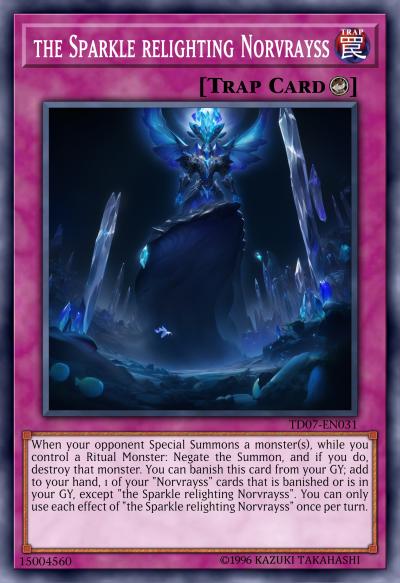 the Sparkle relighting Norvrayss
TRAP
罠
[Trap Card]
TD07-EN031
When your opponent Special Summons a monster(s), while you
control a Ritual Monster: Negate the Summon, and if you do,
destroy that monster. You can banish this card from your GY; add
to your hand, 1 of your "Norvrayss" cards that is banished or is in
your GY, except "the Sparkle relighting Norvrayss". You can only
use each effect of "the Sparkle relighting Norvrayss" once per turn.
15004560
©1996 KAZUKI TAKAHASHI